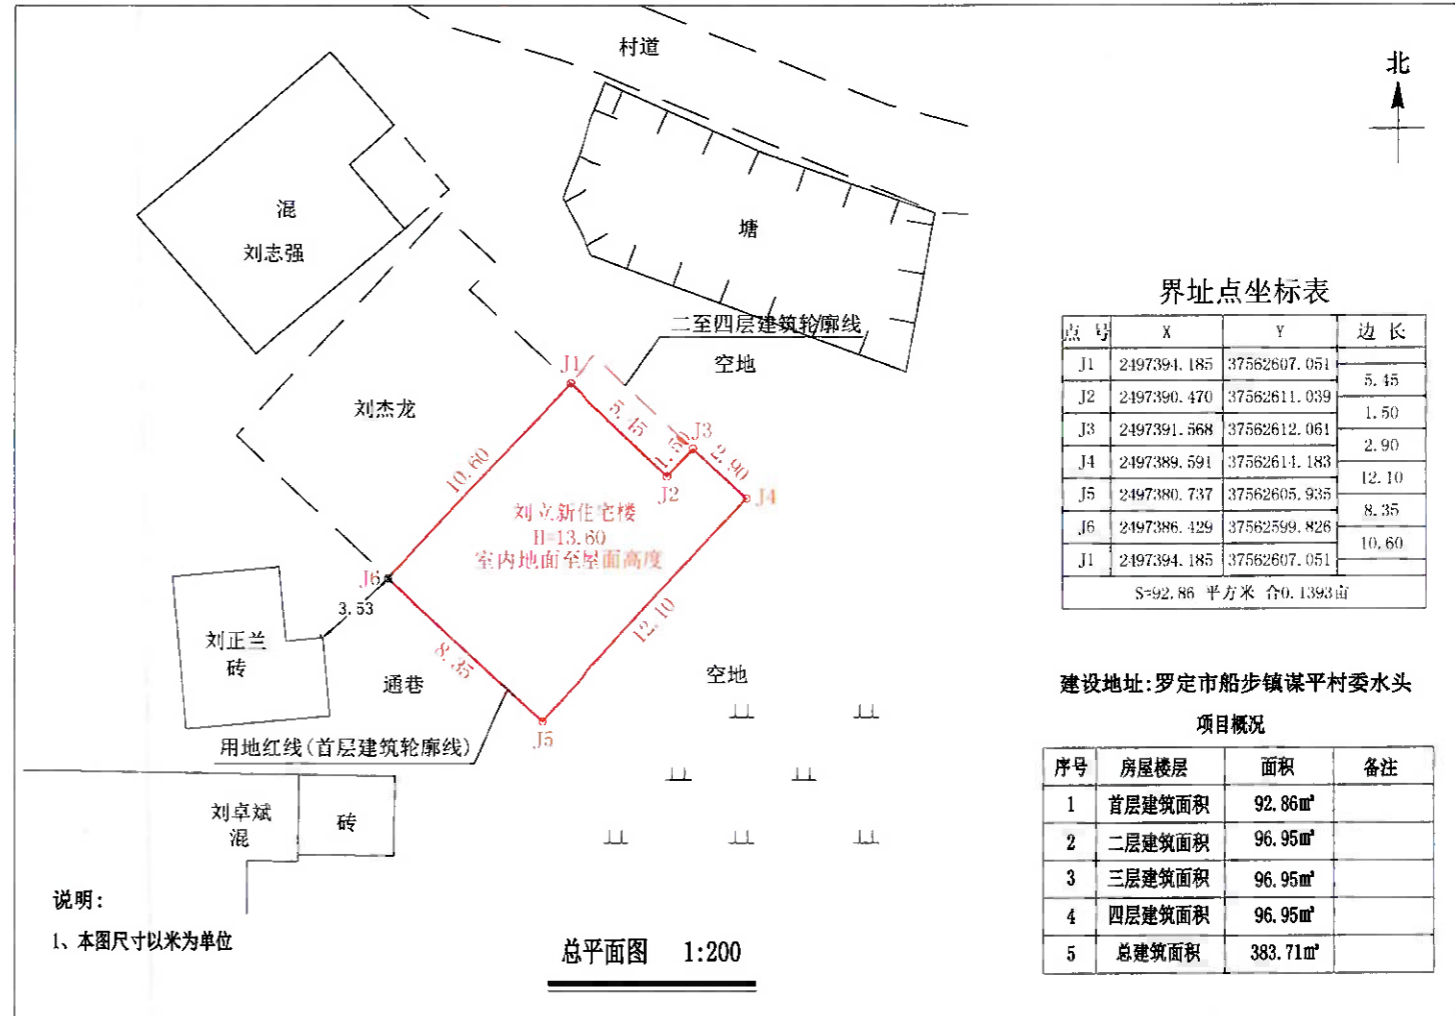 村道
北
混
刘志强
塘
二至四层建筑轮廓线
空地
刘杰龙
J1
5.45
1.50
J3
2.90
J2
J4
10.60
刘立新住宅楼
H=13.60
室内地面至屋面高度
J6
3.53
12.10
8.35
刘正兰
砖
通巷
空地
J5
用地红线(首层建筑轮廓线)
刘卓斌
混
砖
说明:
1、本图尺寸以米为单位
总平面图 1:200
界址点坐标表
点 号 X Y 边 长
J1 2497394.185 37562607.051
5.45
J2 2497390.470 37562611.039
1.50
J3 2497391.568 37562612.061
2.90
J4 2497389.591 37562614.183
12.10
J5 2497380.737 37562605.935
8.35
J6 2497386.429 37562599.826
10.60
J1 2497394.185 37562607.051
S=92.86 平方米 合0.1393亩
建设地址:罗定市船步镇谋平村委水头
项目概况
序号 房屋楼层 面积 备注
1 首层建筑面积 92.86㎡
2 二层建筑面积 96.95㎡
3 三层建筑面积 96.95㎡
4 四层建筑面积 96.95㎡
5 总建筑面积 383.71㎡